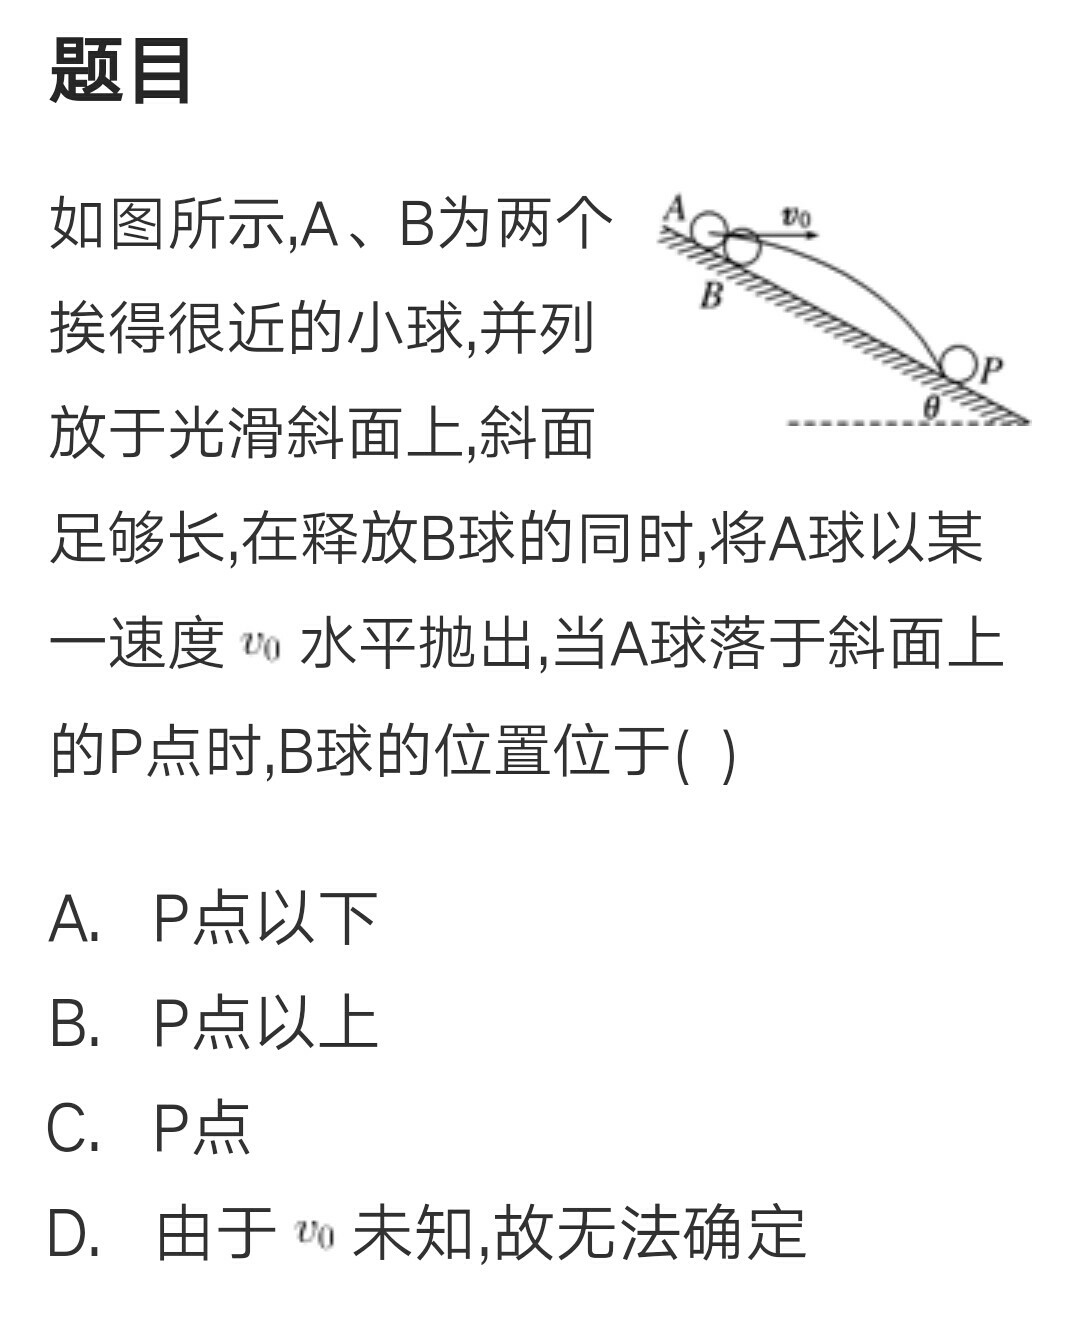 题目
如图所示,A、B为两个
挨得很近的小球,并列
放于光滑斜面上,斜面
足够长,在释放B球的同时,将A球以某
一速度 v₀ 水平抛出,当A球落于斜面上
的P点时,B球的位置位于( )
A
v₀
B
P
θ
A. P点以下
B. P点以上
C. P点
D. 由于 v₀ 未知,故无法确定